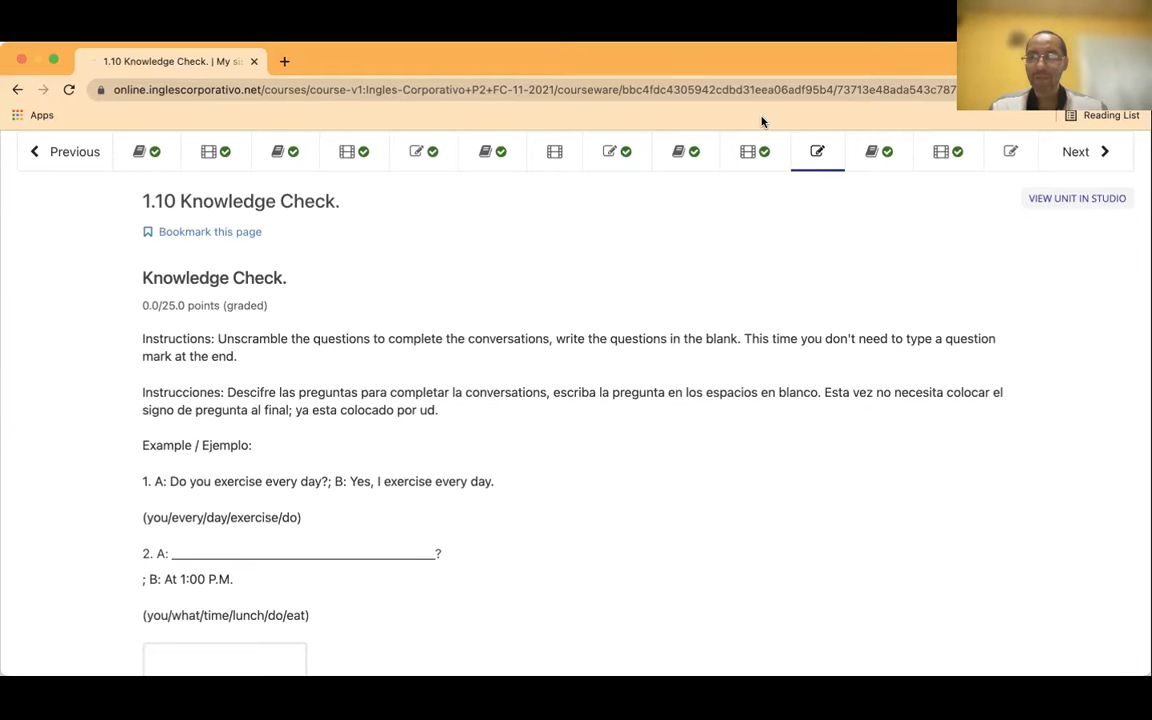 1.10 Knowledge Check. | My si
online.inglescorporativo.net/courses/course-v1:Ingles-Corporativo+P2+FC-11-2021/courseware/bbc4fdc4305942cdbd31eea06adf95b4/73713e48ada543c787
Apps
Reading List
Previous
Next
1.10 Knowledge Check.
VIEW UNIT IN STUDIO
Bookmark this page
Knowledge Check.
0.0/25.0 points (graded)
Instructions: Unscramble the questions to complete the conversations, write the questions in the blank. This time you don't need to type a question
mark at the end.
Instrucciones: Descifre las preguntas para completar la conversations, escriba la pregunta en los espacios en blanco. Esta vez no necesita colocar el
signo de pregunta al final; ya esta colocado por ud.
Example / Ejemplo:
1. A: Do you exercise every day?; B: Yes, I exercise every day.
(you/every/day/exercise/do)
2. A: ____________________________________?
; B: At 1:00 P.M.
(you/what/time/lunch/do/eat)